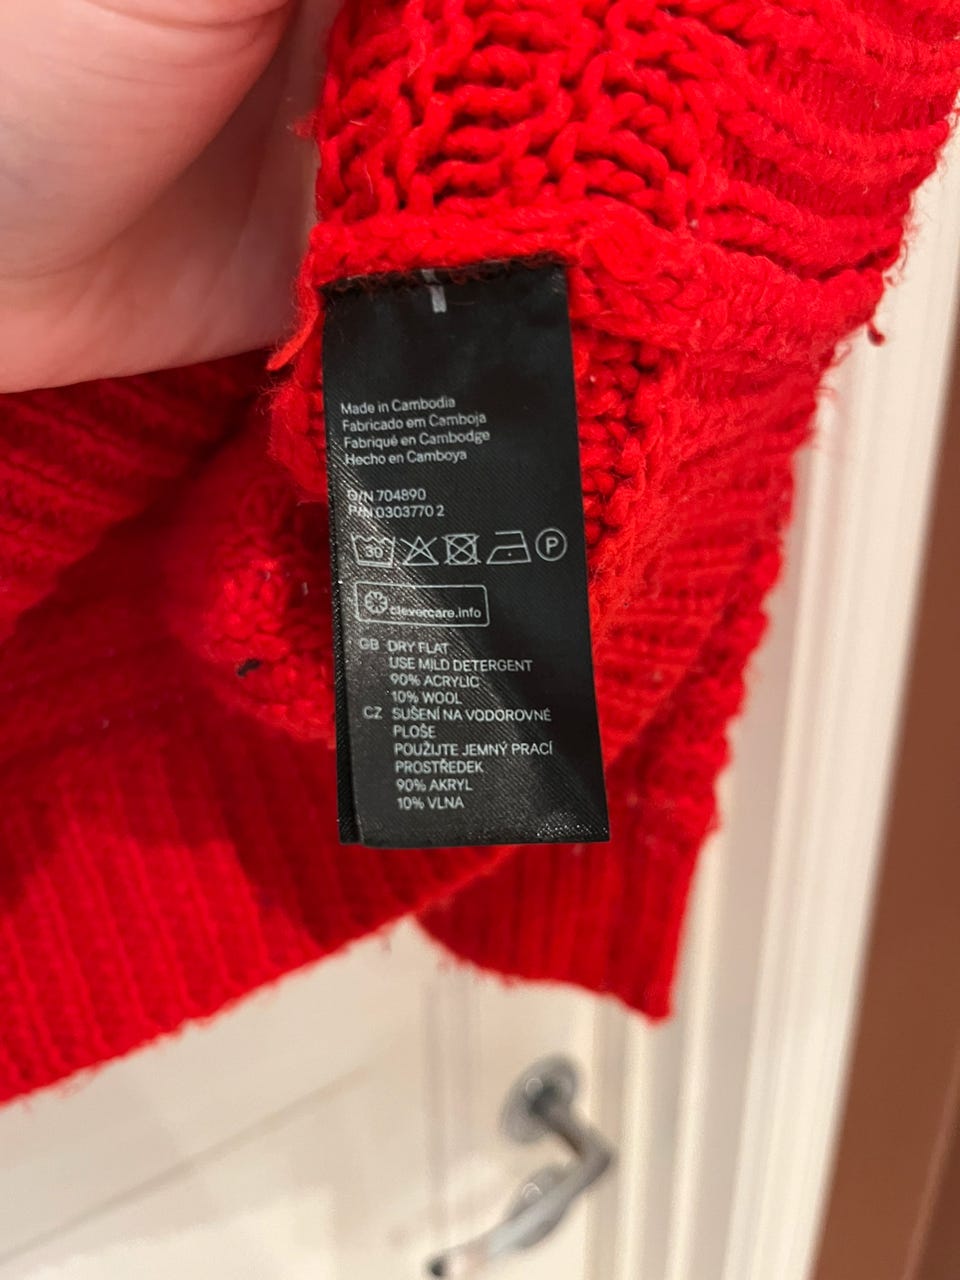 Made in Cambodia
Fabricado em Camboja
Fabriqué en Cambodge
Hecho en Camboya
O/N 704890
P/N 0303770 2
30 P
clevercare.info
GB DRY FLAT
USE MILD DETERGENT
90% ACRYLIC
10% WOOL
CZ SUŠENÍ NA VODOROVNÉ
PLOŠE
POUŽIJTE JEMNÝ PRACÍ
PROSTŘEDEK
90% AKRYL
10% VLNA